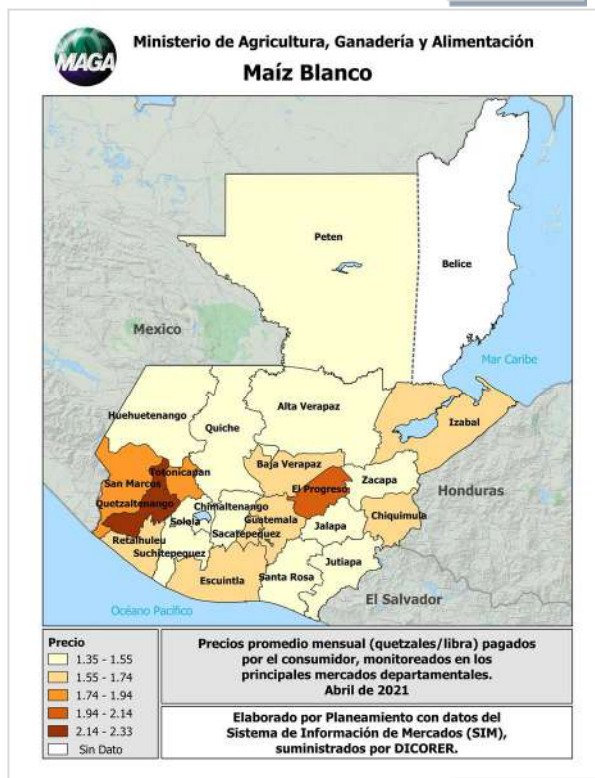 MAGA
Ministerio de Agricultura, Ganadería y Alimentación
Maíz Blanco
Peten
Belice
Mexico
Mar Caribe
Huehuetenango
Quiche
Alta Verapaz
Izabal
Baja Verapaz
Totonicapan
San Marcos
El Progreso
Zacapa
Honduras
Quetzaltenango
Chimaltenango
Solola
Guatemala
Chiquimula
Sacatepequez
Jalapa
Retalhuleu
Suchitepequez
Jutiapa
Escuintla
Santa Rosa
El Salvador
Océano Pacífico
Precio
1.35 - 1.55
1.55 - 1.74
1.74 - 1.94
1.94 - 2.14
2.14 - 2.33
Sin Dato
Precios promedio mensual (quetzales/libra) pagados
por el consumidor, monitoreados en los
principales mercados departamentales.
Abril de 2021
Elaborado por Planeamiento con datos del
Sistema de Información de Mercados (SIM),
suministrados por DICORER.